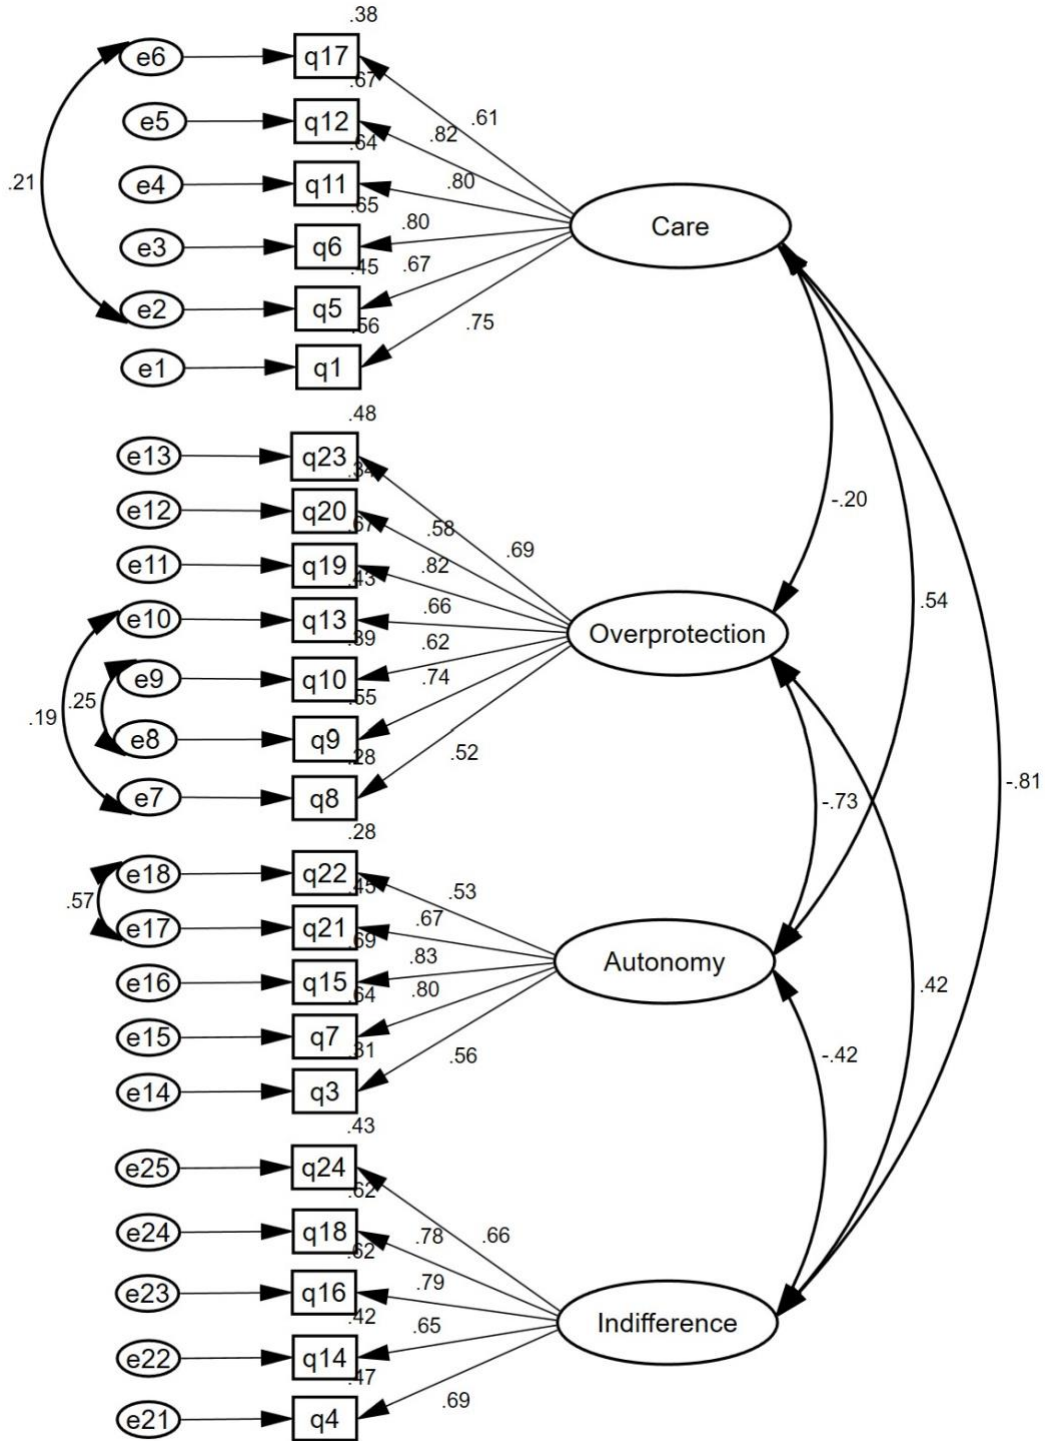 .38
e6 q17
.67
.61
e5 q12 .82
.64
e4 q11 .80
.21
.65
Care
e3 q6 .80
.45 .67
e2 q5
.56 .75
e1 q1
.48
e13 q23
.34
-.20
e12 q20
.67 .58 .69
e11 q19 .82
.43
.54
e10 q13 .66
.39 .62
Overprotection
e9 q10 .74
.25 .55
.19
e8 q9
.28 .52
-.81
e7 q8
-.73
.28
e18 q22
.45 .53
.57
e17 q21 .67
.69 .83
Autonomy
e16 q15 .80
.64
.42
e15 q7
.31 .56
-.42
e14 q3
.43
e25 q24
.62
e24 q18 .78 .66
.62
e23 q16 .79
.42 .65
Indifference
e22 q14
.47 .69
e21 q4